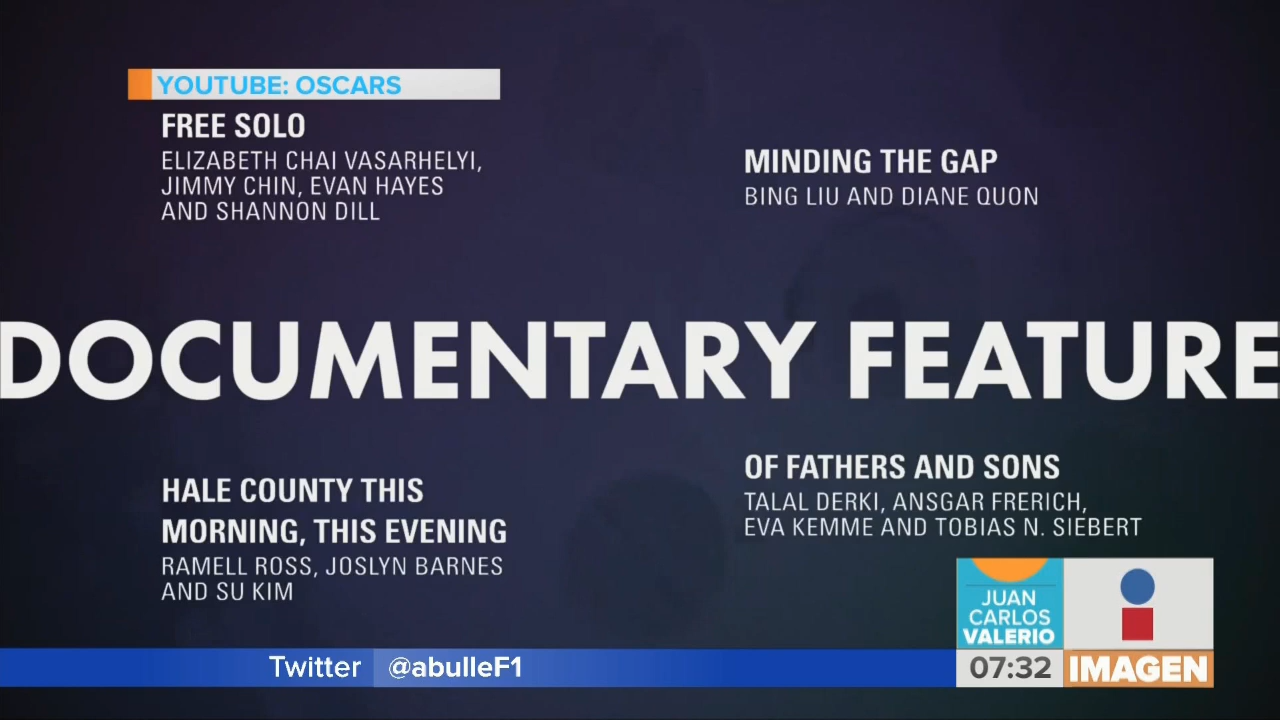 YOUTUBE: OSCARS
FREE SOLO
ELIZABETH CHAI VASARHELYI,
JIMMY CHIN, EVAN HAYES
AND SHANNON DILL
MINDING THE GAP
BING LIU AND DIANE QUON
DOCUMENTARY FEATURE
HALE COUNTY THIS
MORNING, THIS EVENING
RAMELL ROSS, JOSLYN BARNES
AND SU KIM
OF FATHERS AND SONS
TALAL DERKI, ANSGAR FRERICH,
EVA KEMME AND TOBIAS N. SIEBERT
JUAN
CARLOS
VALERIO
Twitter @abulleF1
07:32 IMAGEN